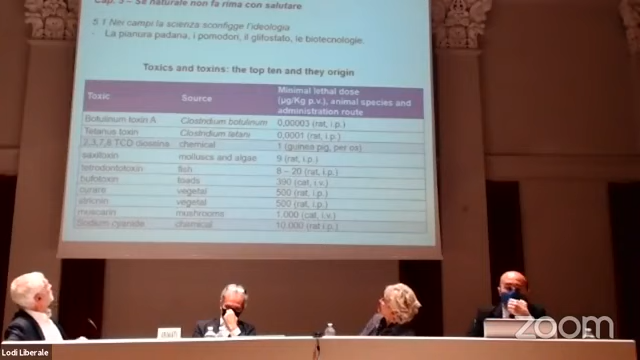 Cap. 5 – Se naturale non fa rima con salutare
5.1 Nei campi la scienza sconfigge l'ideologia
La pianura padana, i pomodori, il glifosato, le biotecnologie.
Toxics and toxins: the top ten and they origin
Toxic Source Minimal lethal dose (µg/Kg p.v.), animal species and administration route
Botulinum toxin A Clostridium botulinum 0,00003 (rat, i.p.)
Tetanus toxin Clostridium tetani 0,0001 (rat, i.p.)
2,3,7,8 TCD diossina chemical 1 (guinea pig, per os)
saxitoxin molluscs and algae 9 (rat, i.p.)
tetrodotoxin fish 8 – 20 (rat, i.p.)
bufotoxin toads 390 (cat, i.v.)
curare vegetal 500 (rat, i.p.)
stricnin vegetal 500 (rat, i.p.)
muscarin mushrooms 1.000 (cat, i.v.)
Sodium cyanide chemical 10.000 (rat i.p.)
Lodi Liberale
zoom